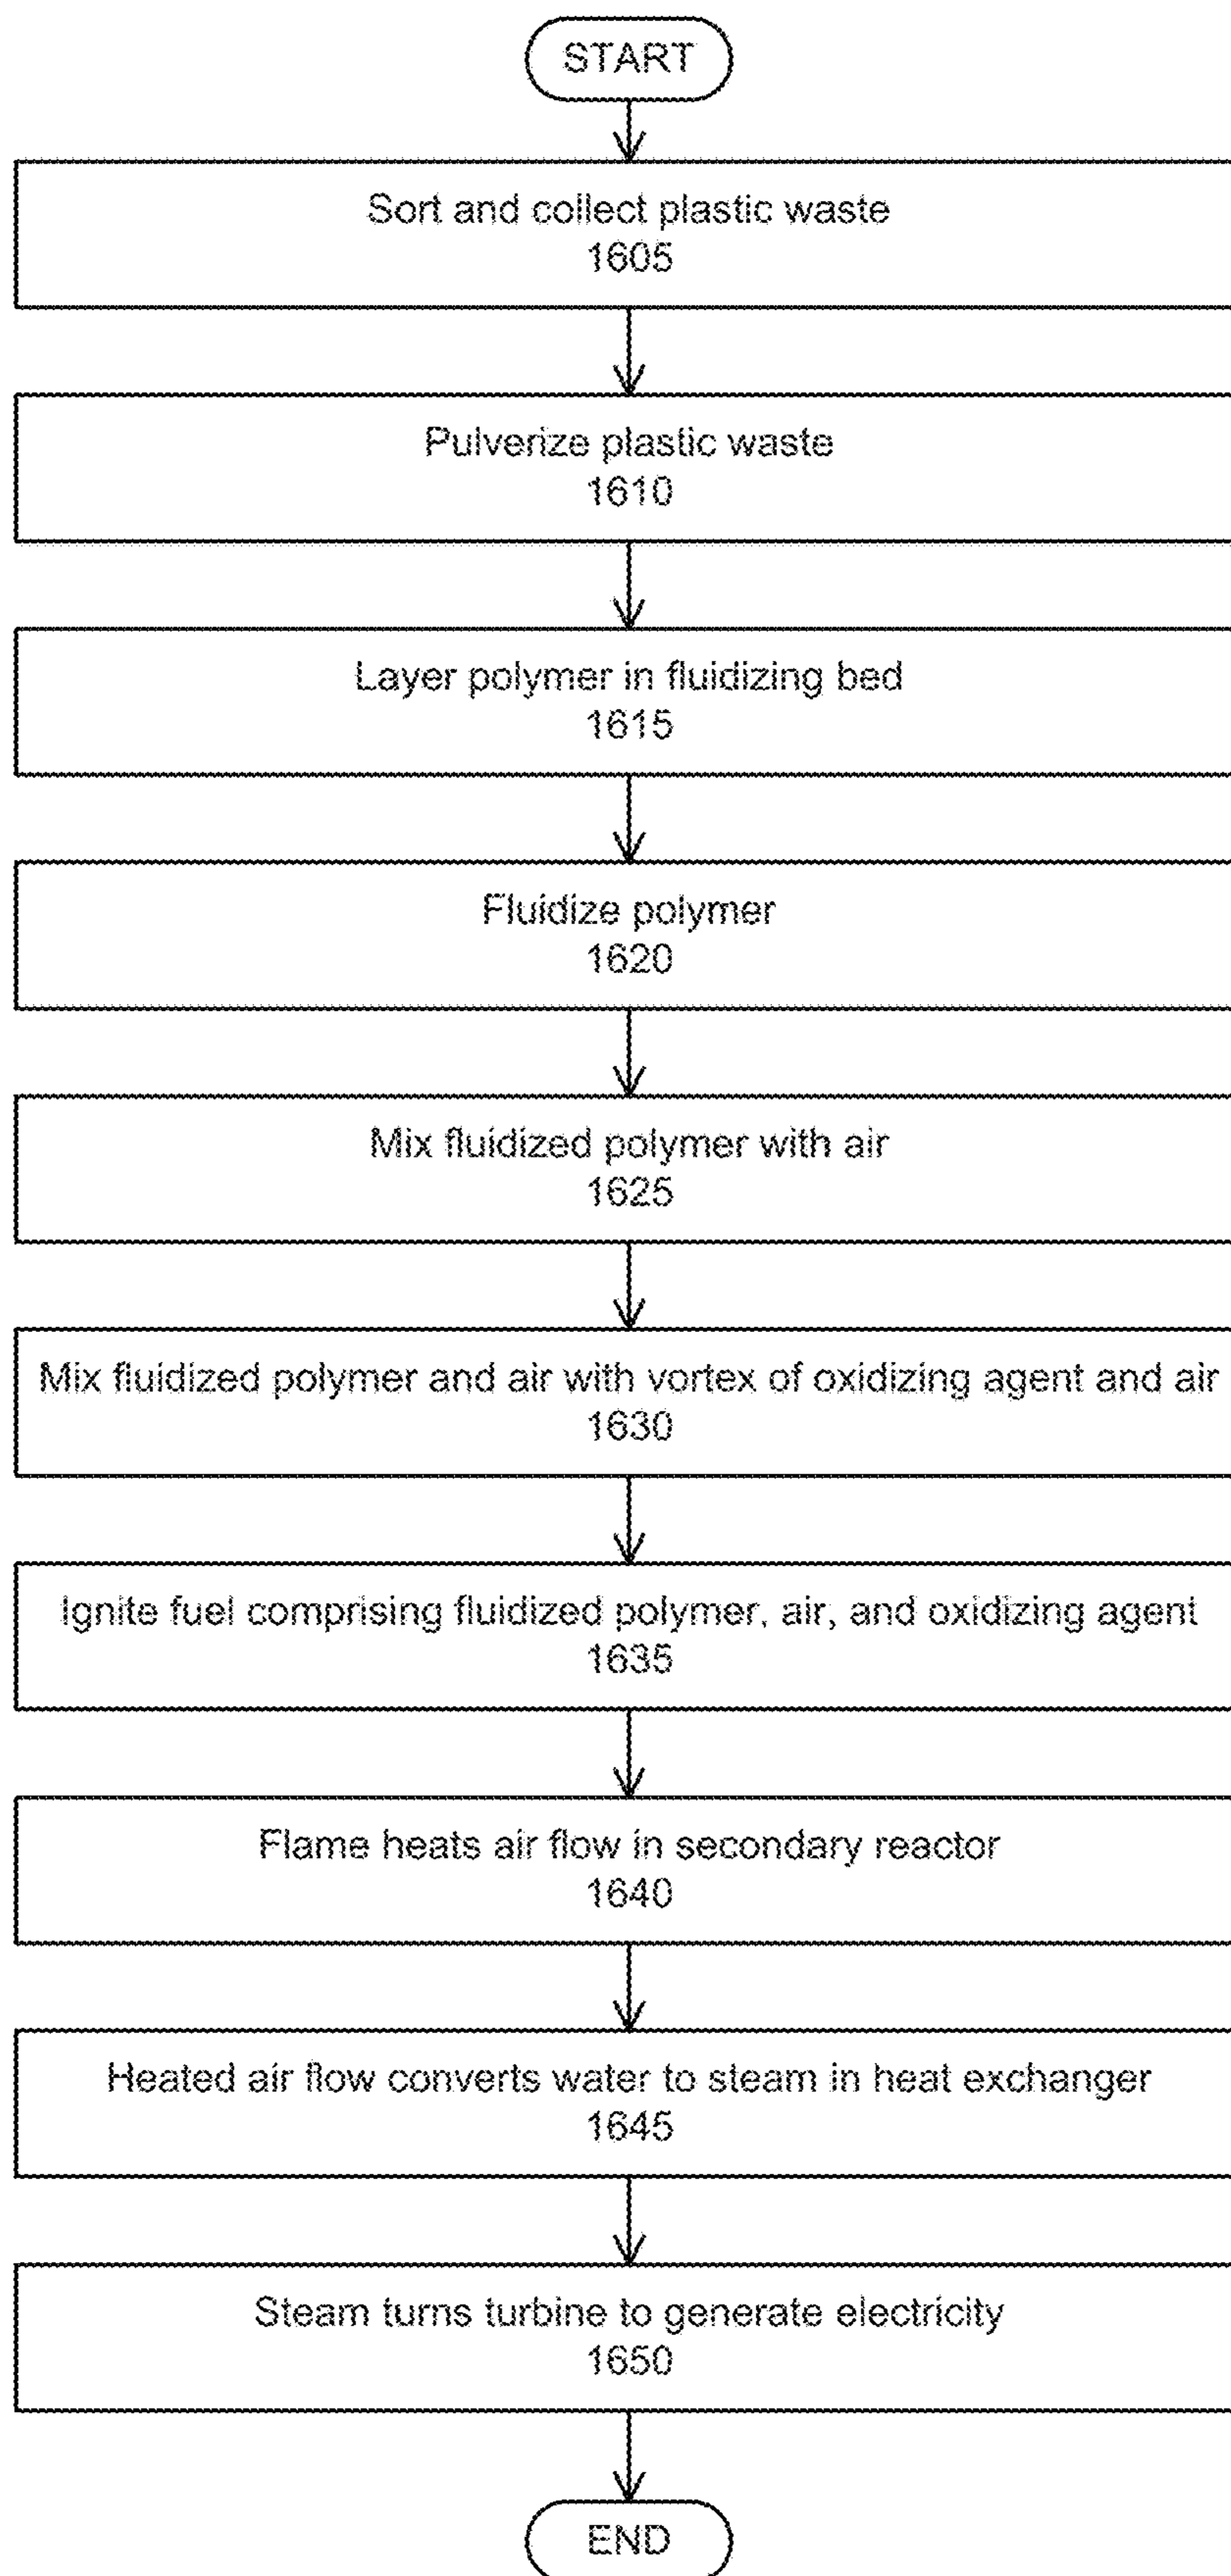 START
Sort and collect plastic waste
1605
Pulverize plastic waste
1610
Layer polymer in fluidizing bed
1615
Fluidize polymer
1620
Mix fluidized polymer with air
1625
Mix fluidized polymer and air with vortex of oxidizing agent and air
1630
Ignite fuel comprising fluidized polymer, air, and oxidizing agent
1635
Flame heats air flow in secondary reactor
1640
Heated air flow converts water to steam in heat exchanger
1645
Steam turns turbine to generate electricity
1650
END